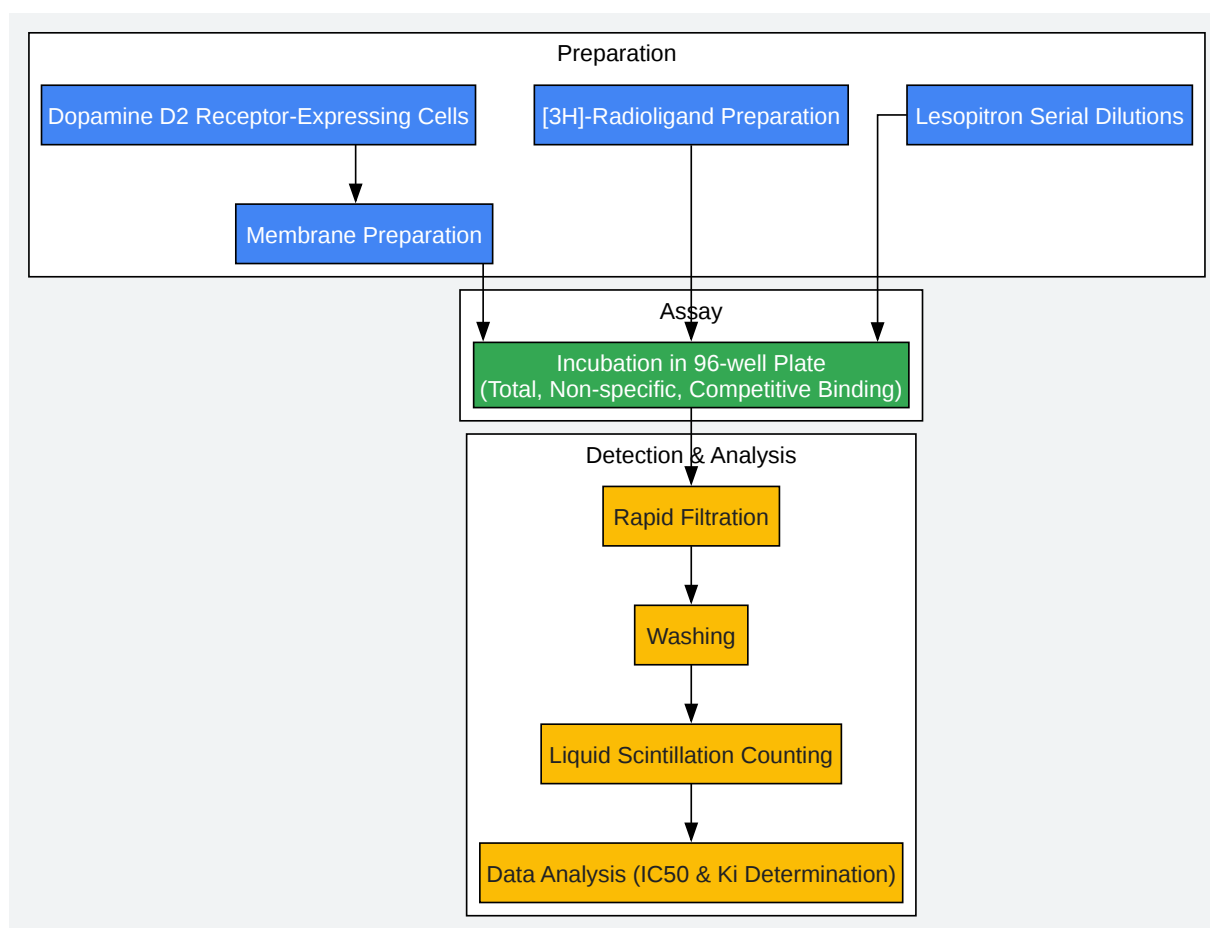 Preparation
Dopamine D2 Receptor-Expressing Cells
[3H]-Radioligand Preparation
Lesopitron Serial Dilutions
Membrane Preparation
Assay
Incubation in 96-well Plate
(Total, Non-specific, Competitive Binding)
Detection & Analysis
Rapid Filtration
Washing
Liquid Scintillation Counting
Data Analysis (IC50 & Ki Determination)